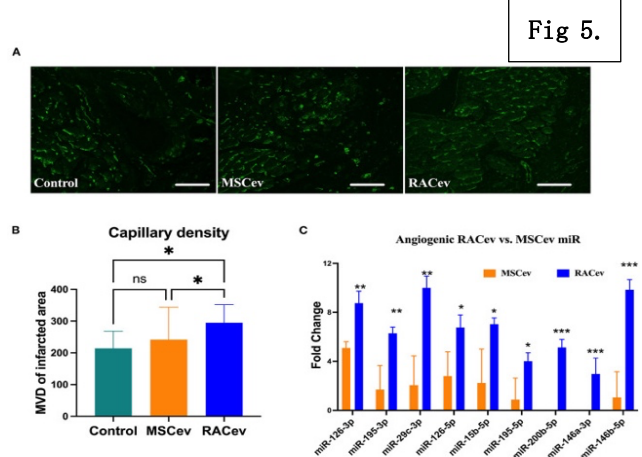 Fig 5.
A
Control
MSCev
RACev
B
Capillary density
*
ns
*
MVD of infarcted area
400
300
200
100
0
Control MSCev RACev
C
Angiogenic RACev vs. MSCev miR
MSCev RACev
Fold Change
12
8
4
0
** ** ** * * * *** *** ***
miR-126-3p
miR-195-3p
miR-29c-3p
miR-126-5p
miR-15b-5p
miR-195-5p
miR-200b-5p
miR-146a-3p
miR-146b-5p